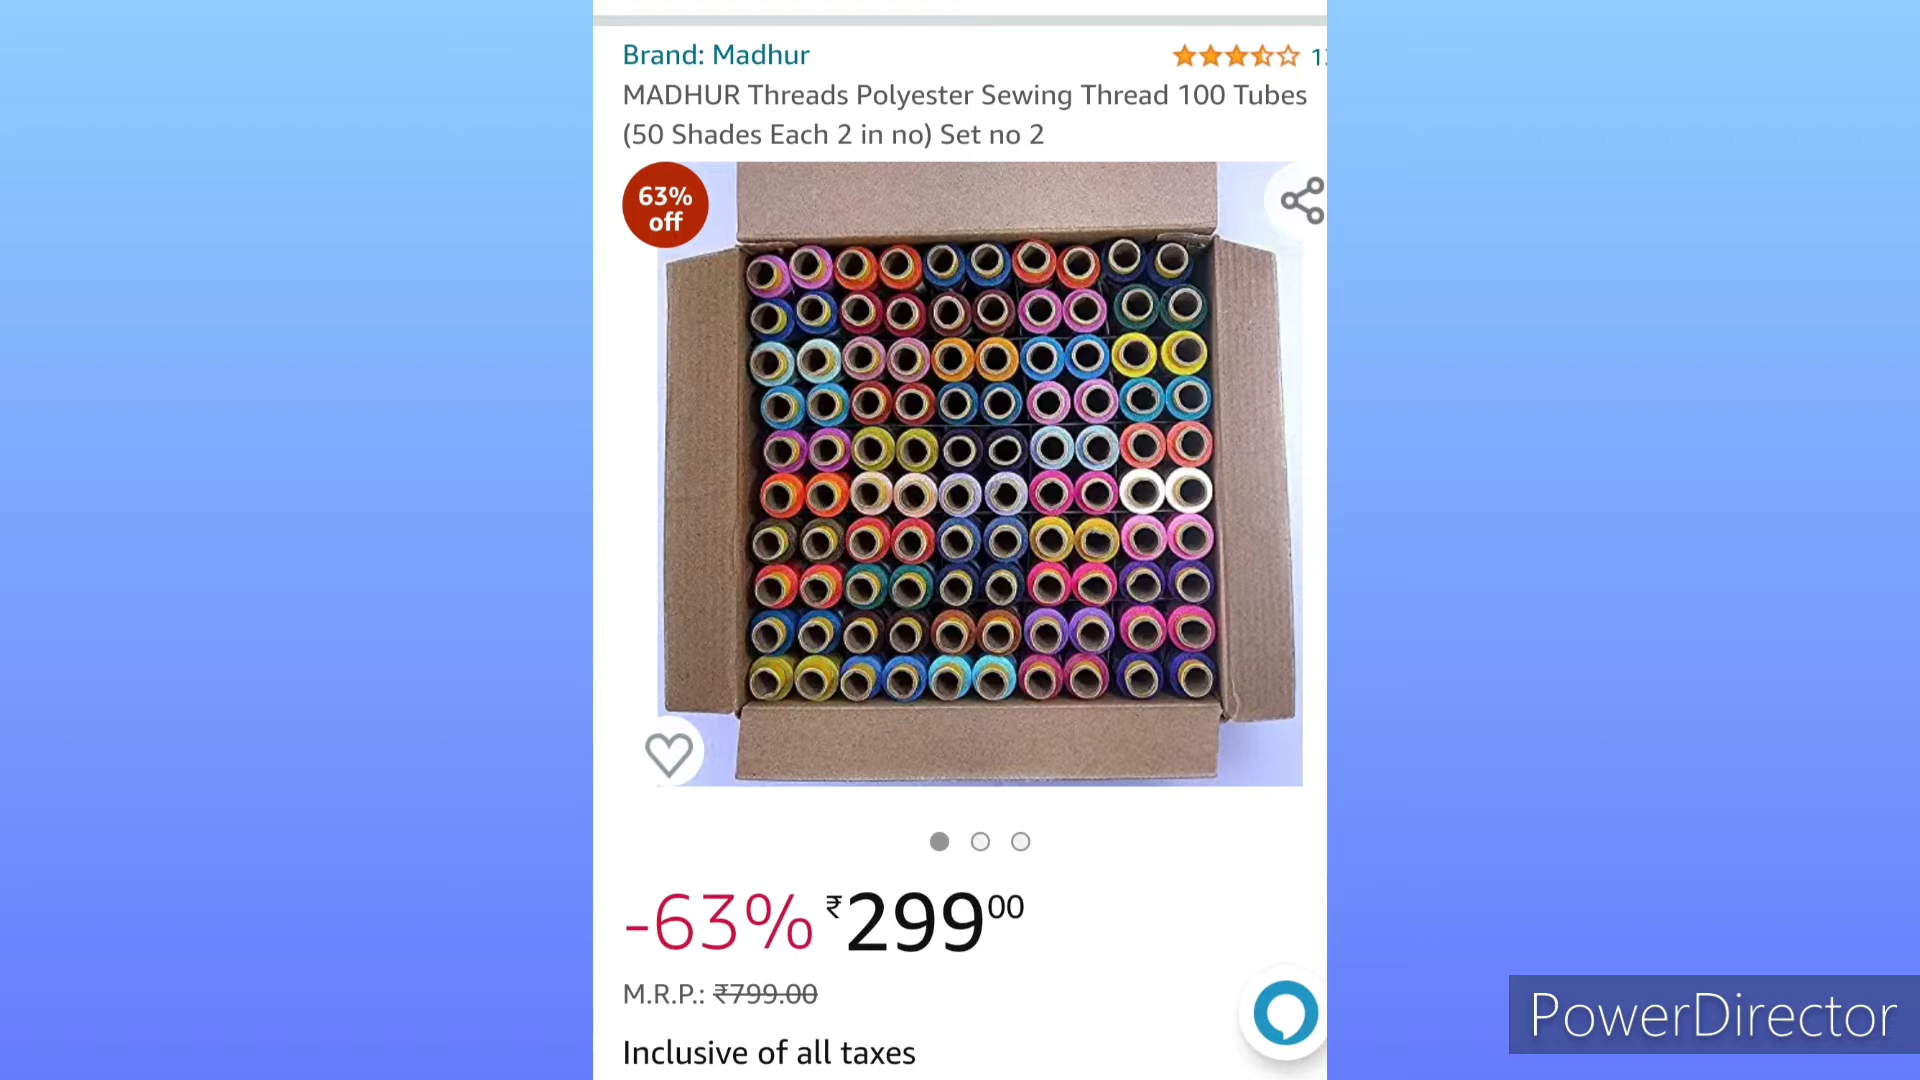 Brand: Madhur
MADHUR Threads Polyester Sewing Thread 100 Tubes
(50 Shades Each 2 in no) Set no 2
63%
off
-63% ₹29900
M.R.P.: ₹799.00
Inclusive of all taxes
PowerDirector